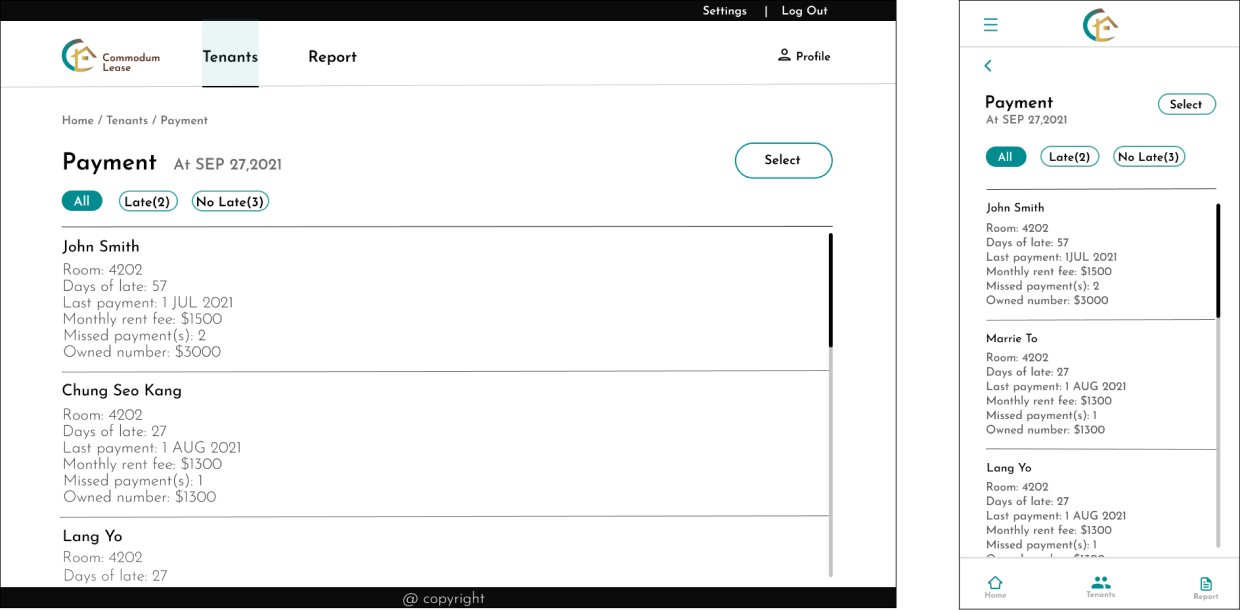 Settings | Log Out
Commodum
Lease
Tenants
Report
Profile
Home / Tenants / Payment
Payment At SEP 27,2021
Select
All
Late(2)
No Late(3)
John Smith
Room: 4202
Days of late: 57
Last payment: 1 JUL 2021
Monthly rent fee: $1500
Missed payment(s): 2
Owned number: $3000
Chung Seo Kang
Room: 4202
Days of late: 27
Last payment: 1 AUG 2021
Monthly rent fee: $1300
Missed payment(s): 1
Owned number: $1300
Lang Yo
Room: 4202
Days of late: 27
@ copyright
Payment
Select
At SEP 27,2021
All
Late(2)
No Late(3)
John Smith
Room: 4202
Days of late: 57
Last payment: 1JUL 2021
Monthly rent fee: $1500
Missed payment(s): 2
Owned number: $3000
Marrie To
Room: 4202
Days of late: 27
Last payment: 1 AUG 2021
Monthly rent fee: $1300
Missed payment(s): 1
Owned number: $1300
Lang Yo
Room: 4202
Days of late: 27
Last payment: 1 AUG 2021
Monthly rent fee: $1300
Missed payment(s): 1
Home
Tenants
Report